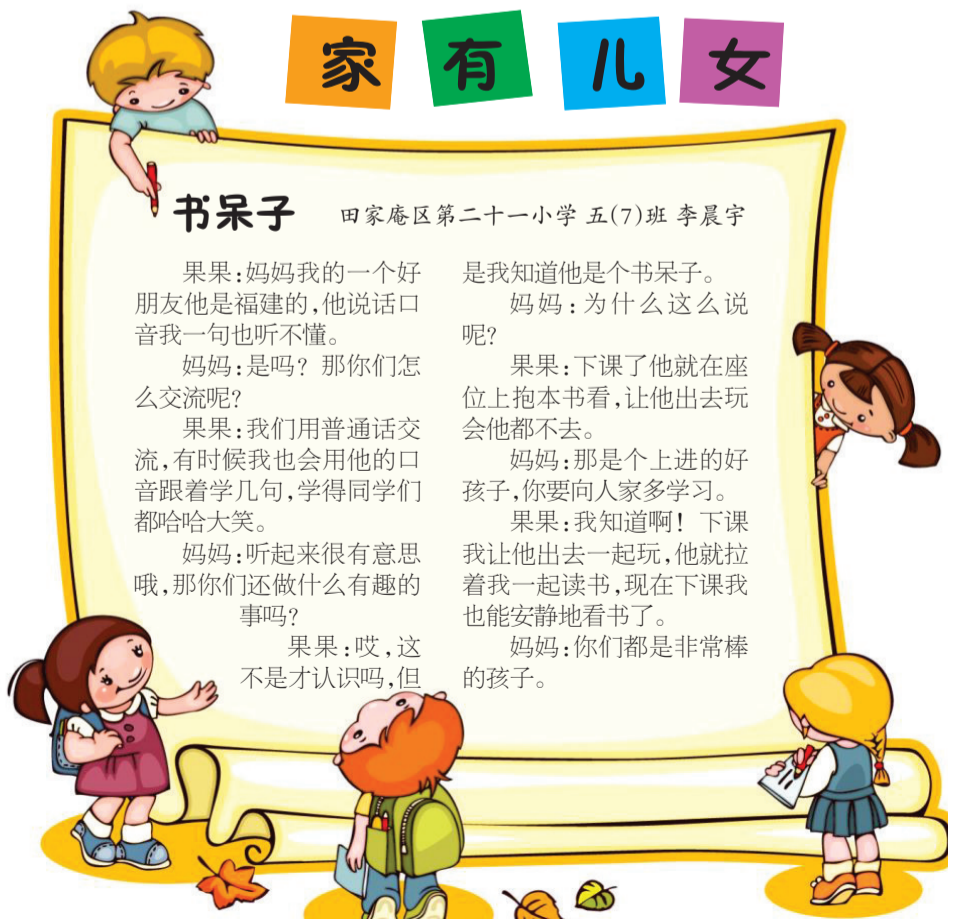 家有儿女
书呆子
田家庵区第二十一小学 五(7)班 李晨宇
果果:妈妈我的一个好
朋友他是福建的,他说话口
音我一句也听不懂。
妈妈:是吗?那你们怎
么交流呢?
果果:我们用普通话交
流,有时候我也会用他的口
音跟着学几句,学得同学们
都哈哈大笑。
妈妈:听起来很有意思
哦,那你们还做什么有趣的
事吗?
果果:哎,这
不是才认识吗,但
是我知道他是个书呆子。
妈妈:为什么这么说
呢?
果果:下课了他就在座
位上抱本书看,让他出去玩
会他都不去。
妈妈:那是个上进的好
孩子,你要向人家多学习。
果果:我知道啊!下课
我让他出去一起玩,他就拉
着我一起读书,现在下课我
也能安静地看书了。
妈妈:你们都是非常棒
的孩子。